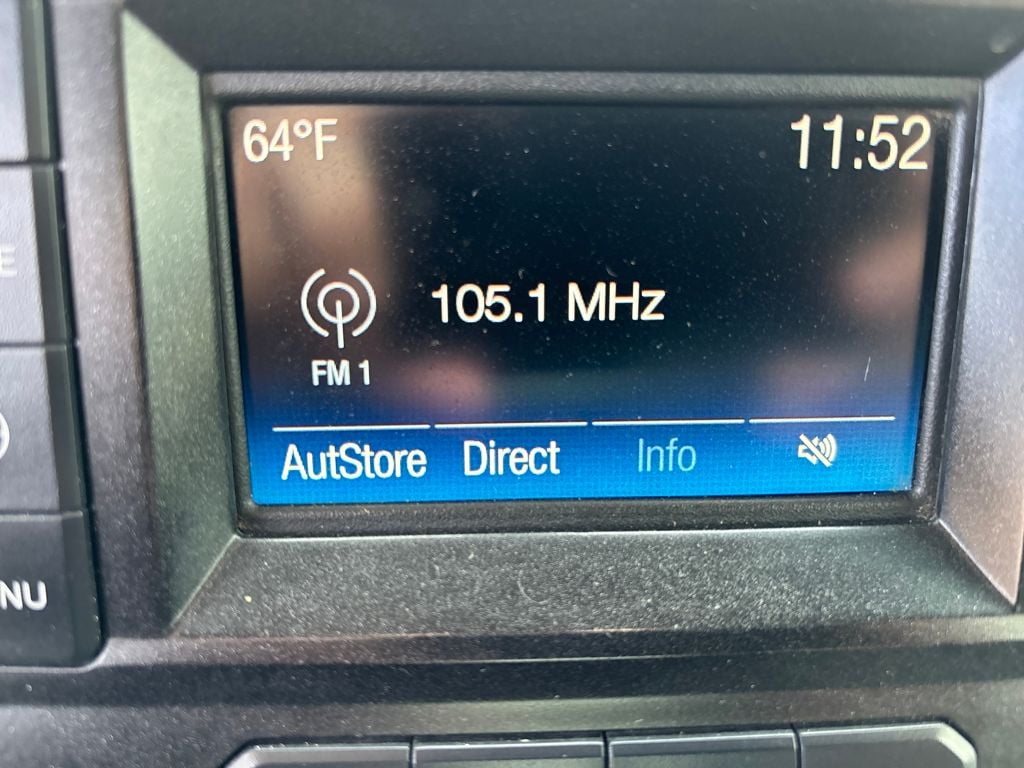 64°F
11:52
105.1 MHz
FM 1
AutStore
Direct
Info
E
NU